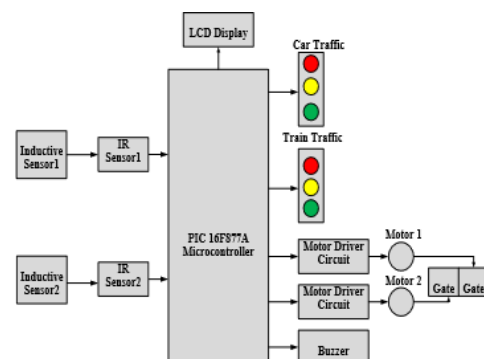 LCD Display
Car Traffic
Train Traffic
Inductive
Sensor1
IR
Sensor1
PIC 16F877A
Microcontroller
Inductive
Sensor2
IR
Sensor2
Motor Driver
Circuit
Motor 1
Motor Driver
Circuit
Motor 2
Gate Gate
Buzzer